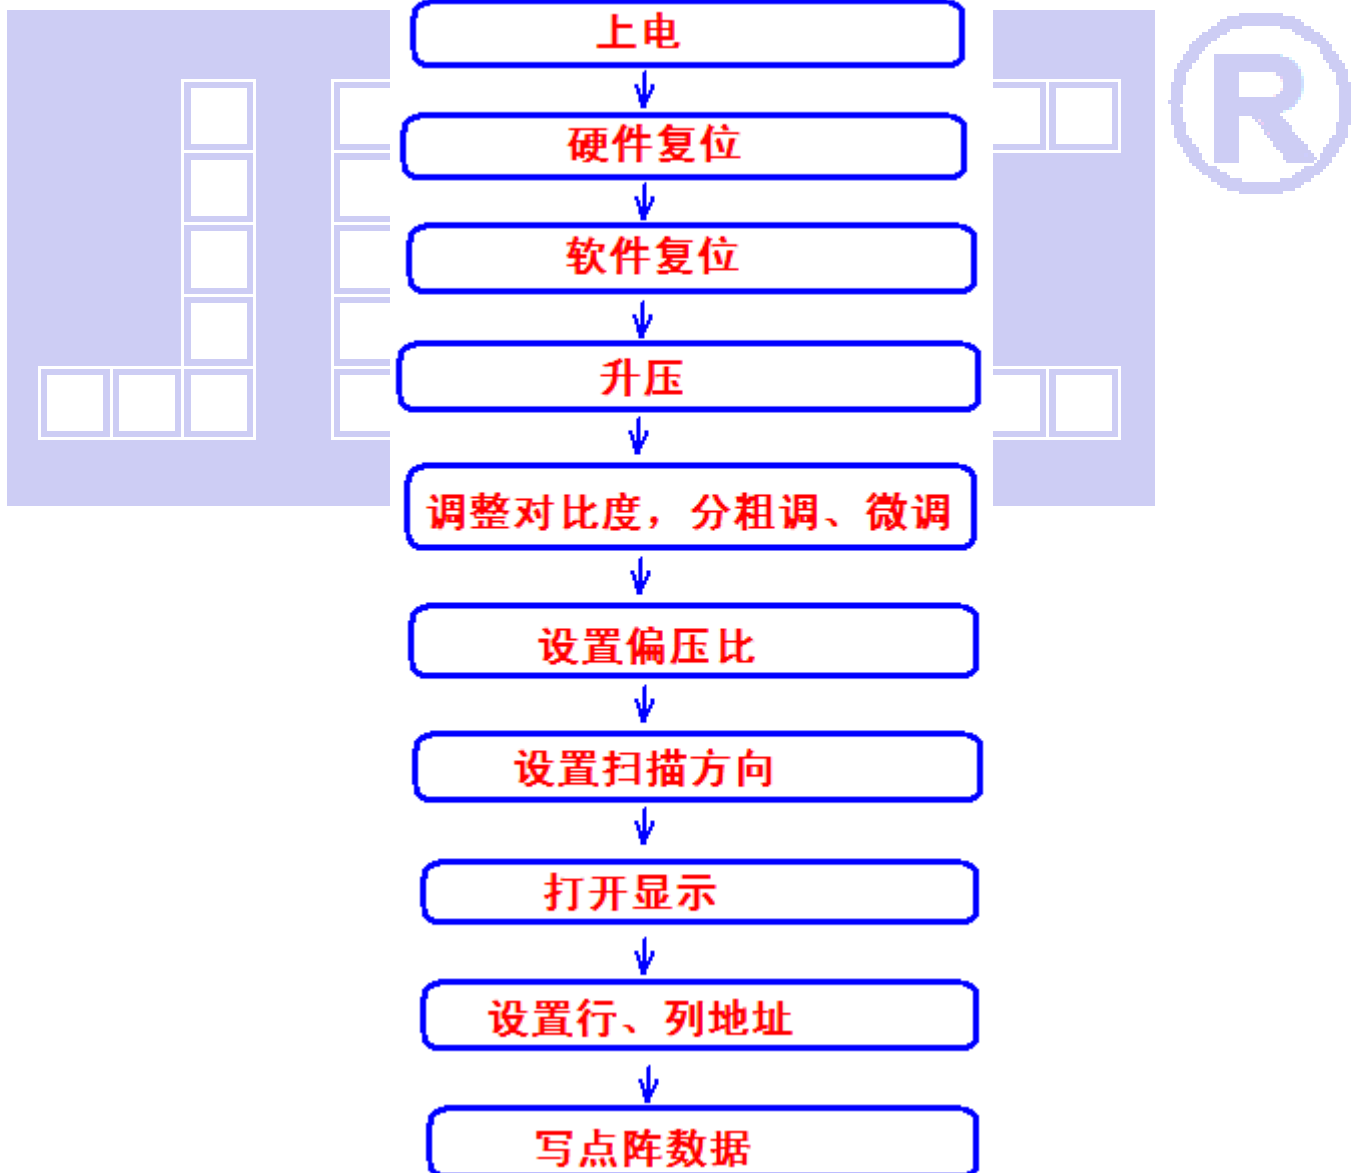 上电
®
硬件复位
软件复位
升压
调整对比度，分粗调、微调
设置偏压比
设置扫描方向
打开显示
设置行、列地址
写点阵数据